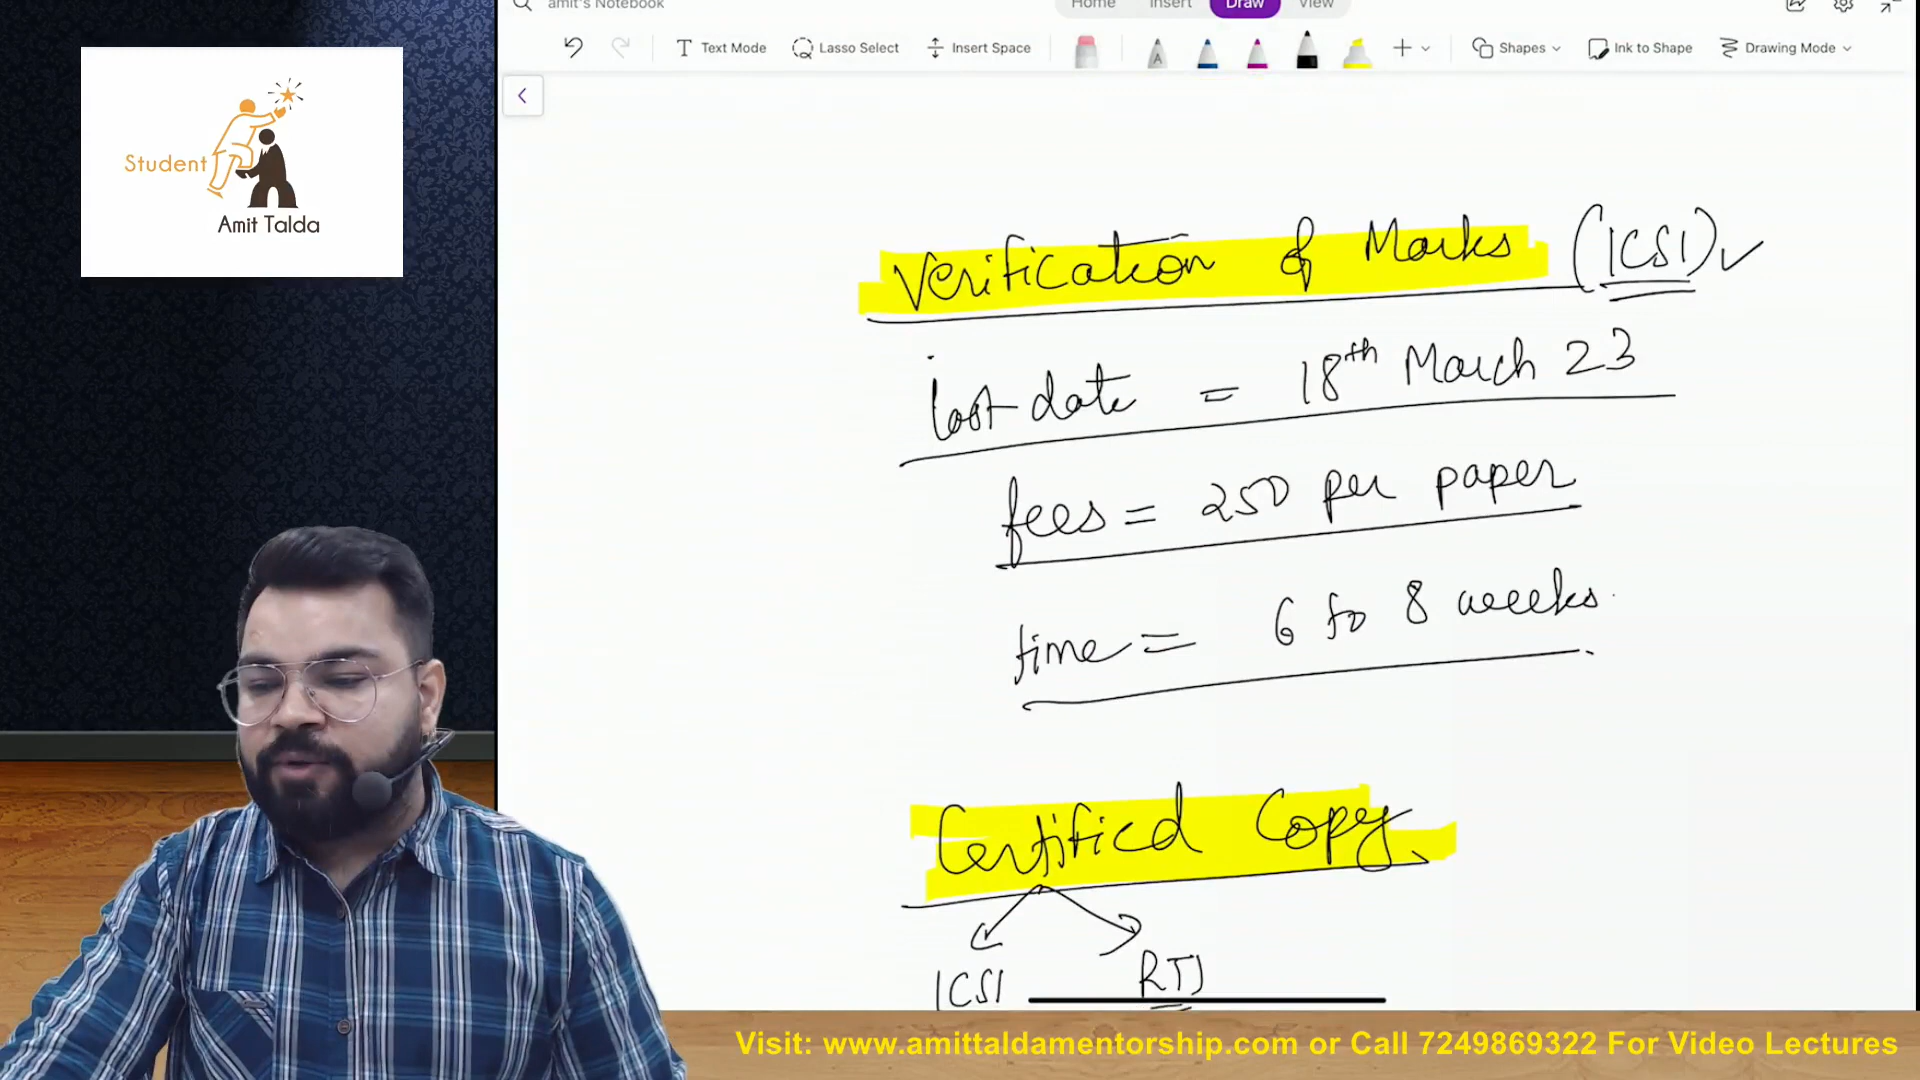 amit's Notebook
Home Insert Draw View
Text Mode Lasso Select Insert Space Shapes Ink to Shape Drawing Mode
Student
Amit Talda
Verification of Marks (ICSI)
last date = 18th March 23
fees = 250 per paper
time = 6 to 8 weeks.
Certified Copy
ICSI RTI
Visit: www.amittaldamentorship.com or Call 7249869322 For Video Lectures